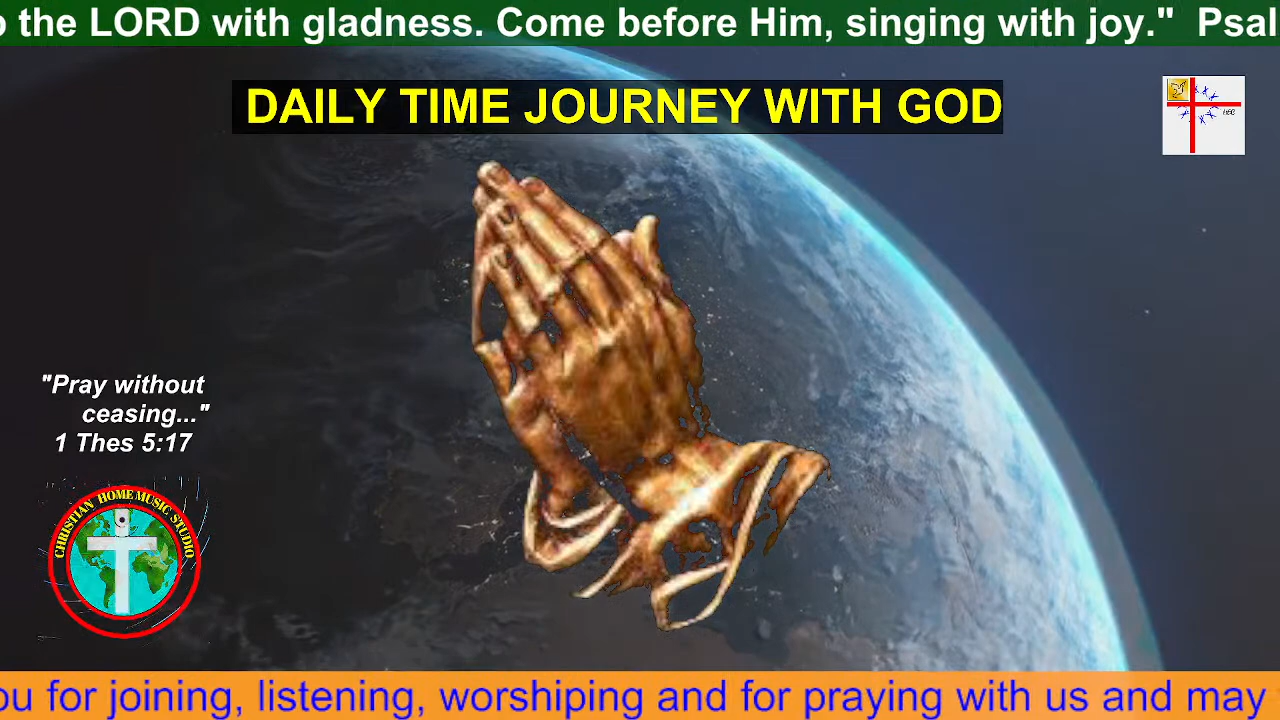 the LORD with gladness. Come before Him, singing with joy." Psal
DAILY TIME JOURNEY WITH GOD
"Pray without
ceasing..."
1 Thes 5:17
CHRISTIAN HOME MUSIC STUDIO
ou for joining, listening, worshiping and for praying with us and may